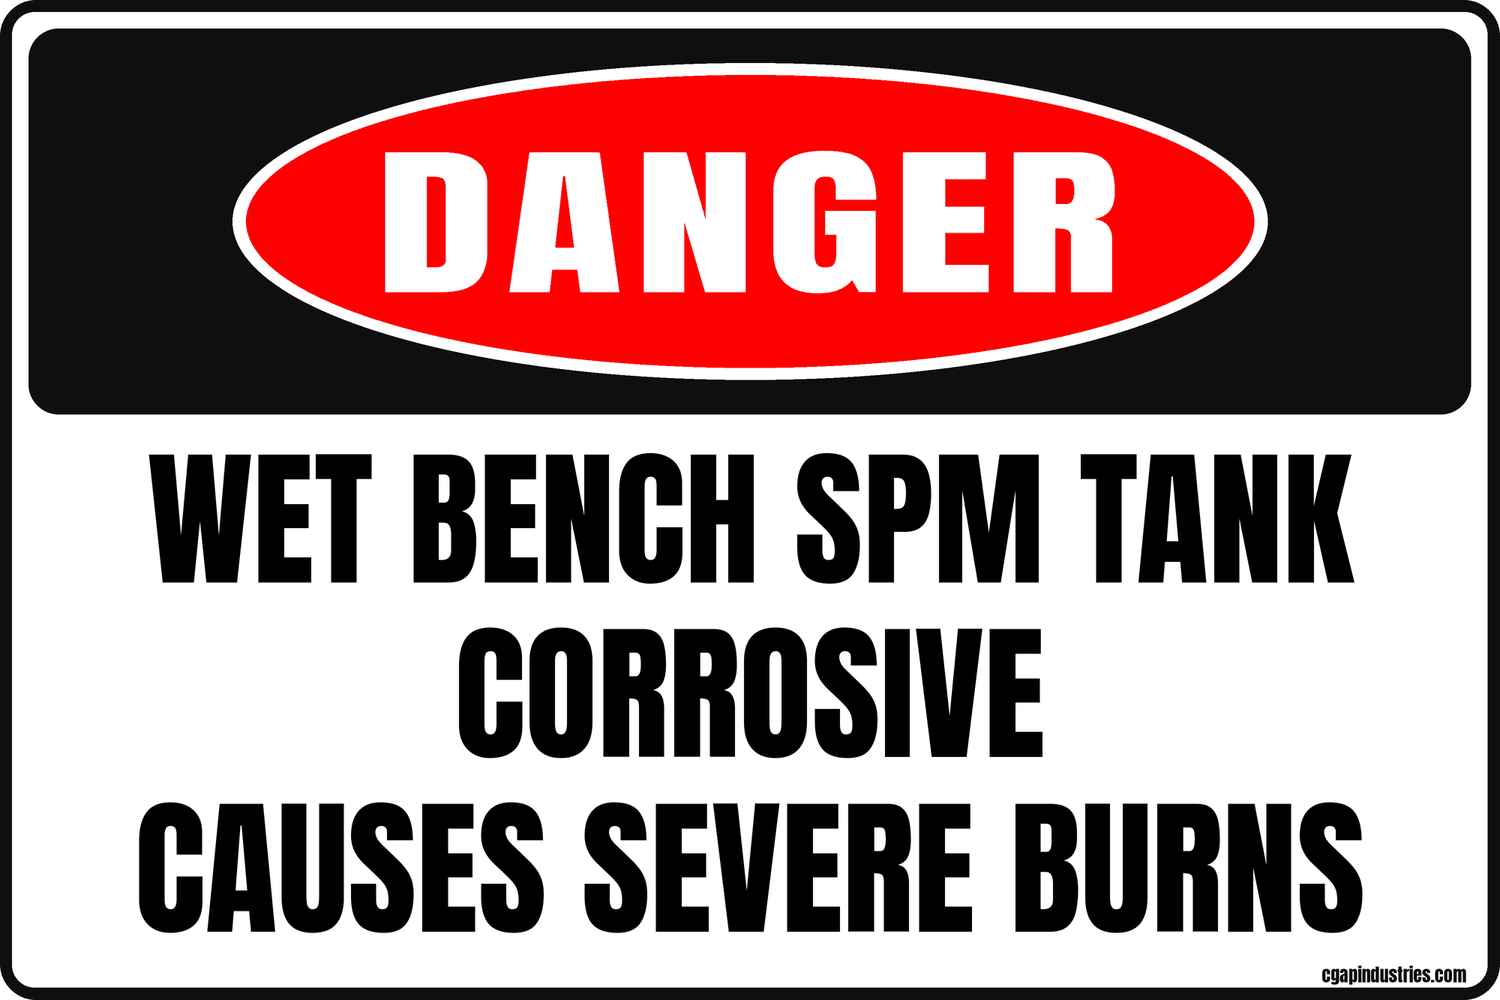 DANGER
WET BENCH SPM TANK
CORROSIVE
CAUSES SEVERE BURNS
cgapindustries.com